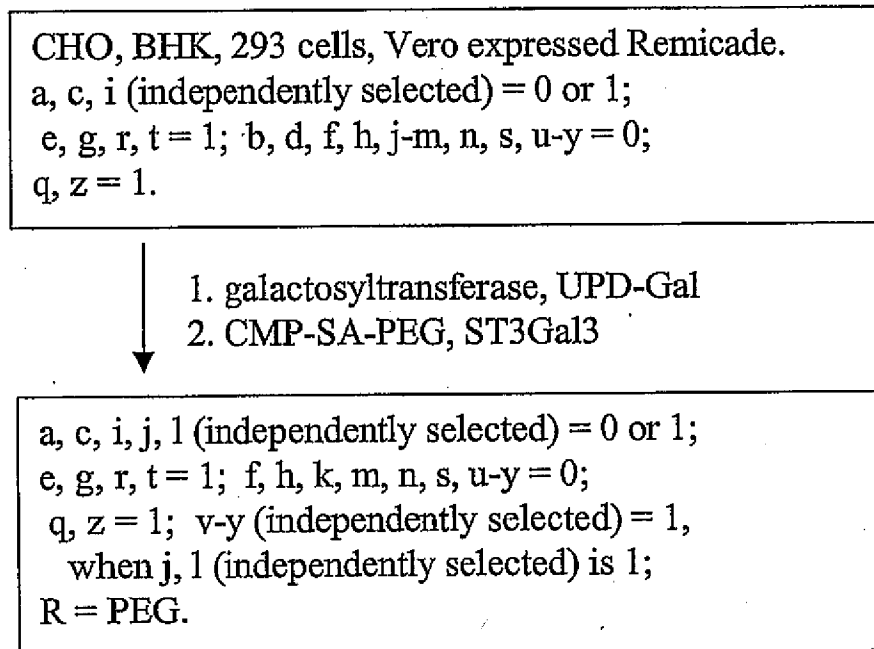 CHO, BHK, 293 cells, Vero expressed Remicade.
a, c, i (independently selected) = 0 or 1;
e, g, r, t = 1; b, d, f, h, j-m, n, s, u-y = 0;
q, z = 1.
1. galactosyltransferase, UPD-Gal
2. CMP-SA-PEG, ST3Gal3
a, c, i, j, l (independently selected) = 0 or 1;
e, g, r, t = 1; f, h, k, m, n, s, u-y = 0;
q, z = 1; v-y (independently selected) = 1,
when j, l (independently selected) is 1;
R = PEG.